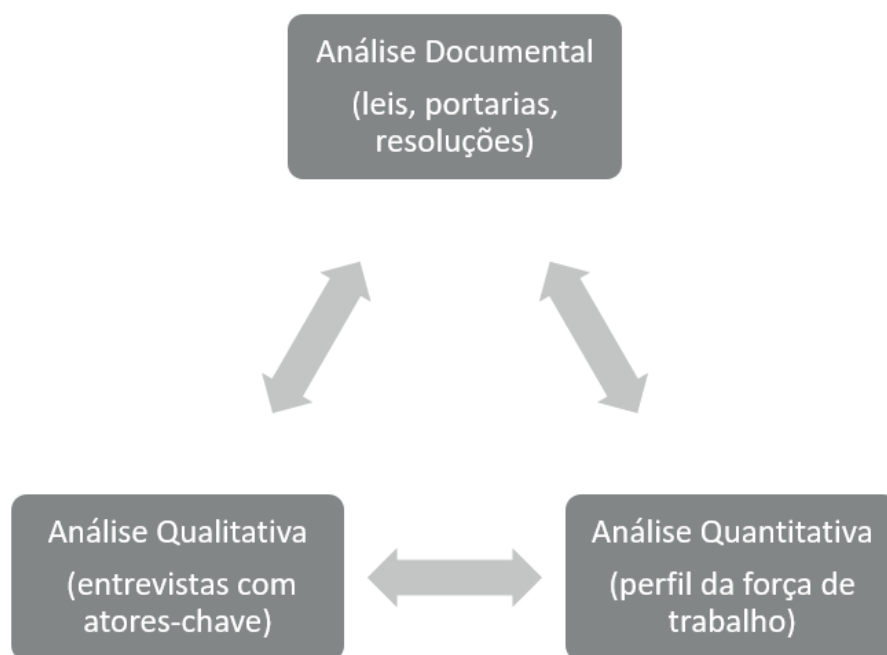 Análise Documental
(leis, portarias,
resoluções)
Análise Qualitativa
(entrevistas com
atores-chave)
Análise Quantitativa
(perfil da força de
trabalho)